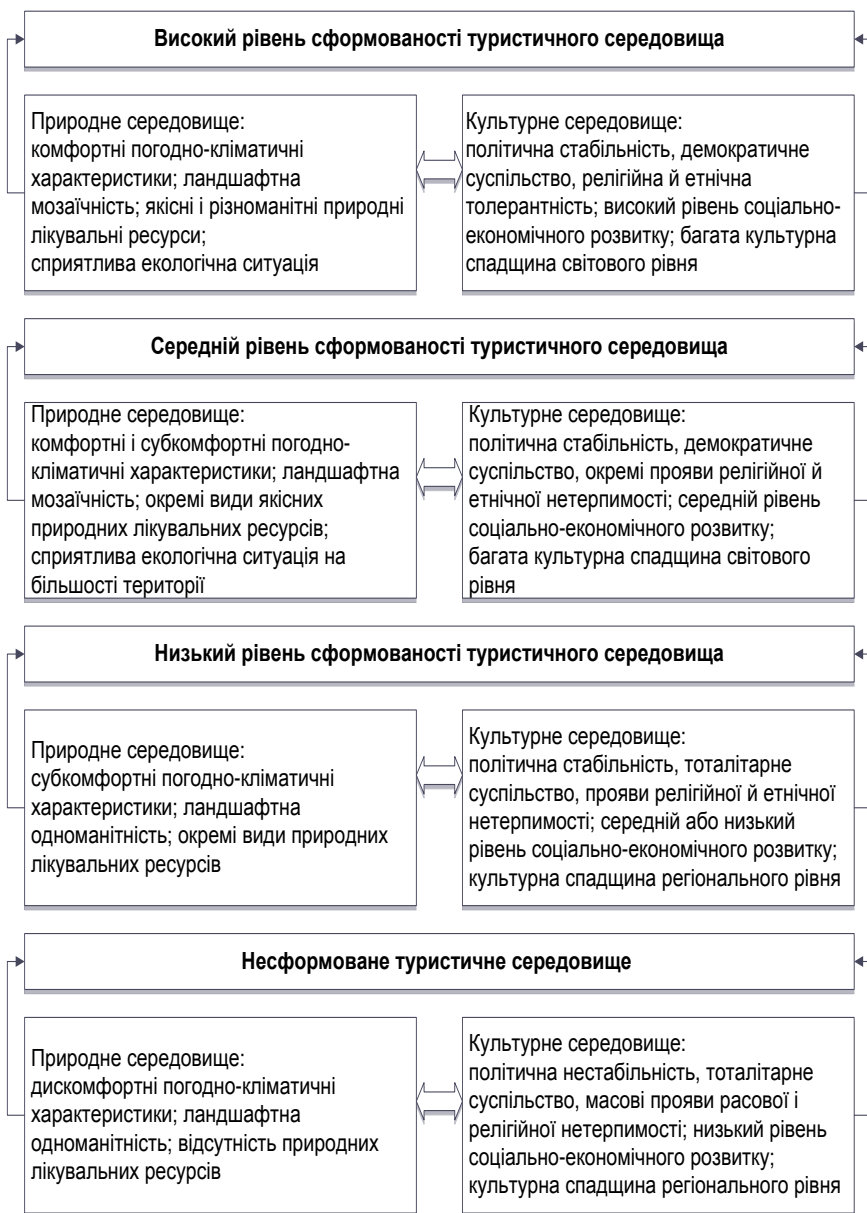 Високий рівень сформованості туристичного середовища
Природне середовище:
комфортні погодно-кліматичні
характеристики; ландшафтна
мозаїчність; якісні і різноманітні природні
лікувальні ресурси;
сприятлива екологічна ситуація
Культурне середовище:
політична стабільність, демократичне
суспільство, релігійна й етнічна
толерантність; високий рівень соціально-
економічного розвитку; багата культурна
спадщина світового рівня
Середній рівень сформованості туристичного середовища
Природне середовище:
комфортні і субкомфортні погодно-
кліматичні характеристики; ландшафтна
мозаїчність; окремі види якісних
природних лікувальних ресурсів;
сприятлива екологічна ситуація на
більшості території
Культурне середовище:
політична стабільність, демократичне
суспільство, окремі прояви релігійної й
етнічної нетерпимості; середній рівень
соціально-економічного розвитку;
багата культурна спадщина світового
рівня
Низький рівень сформованості туристичного середовища
Природне середовище:
субкомфортні погодно-кліматичні
характеристики; ландшафтна
одноманітність; окремі види природних
лікувальних ресурсів
Культурне середовище:
політична стабільність, тоталітарне
суспільство, прояви релігійної й етнічної
нетерпимості; середній або низький
рівень соціально-економічного розвитку;
культурна спадщина регіонального рівня
Несформоване туристичне середовище
Природне середовище:
дискомфортні погодно-кліматичні
характеристики; ландшафтна
одноманітність; відсутність природних
лікувальних ресурсів
Культурне середовище:
політична нестабільність, тоталітарне
суспільство, масові прояви расової і
релігійної нетерпимості; низький рівень
соціально-економічного розвитку;
культурна спадщина регіонального рівня